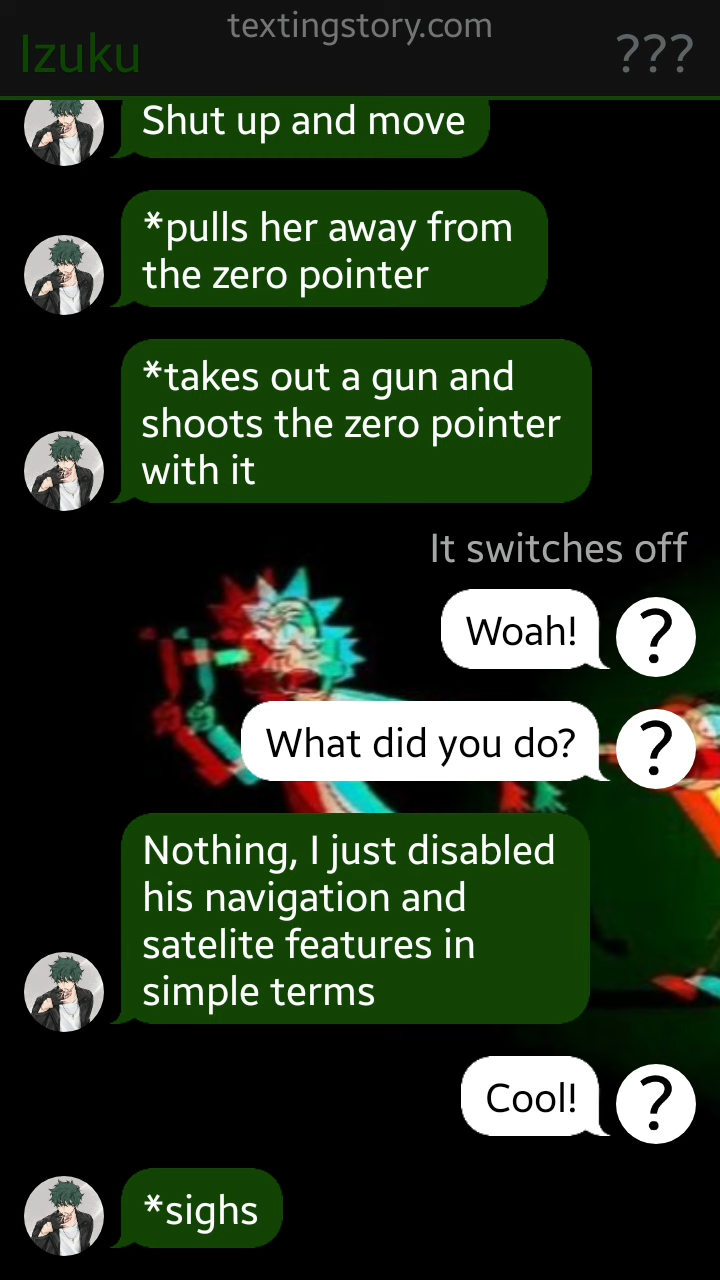 textingstory.com
Izuku
???
Shut up and move
*pulls her away from
the zero pointer
*takes out a gun and
shoots the zero pointer
with it
It switches off
Woah!
?
What did you do?
?
Nothing, I just disabled
his navigation and
satelite features in
simple terms
Cool!
?
*sighs